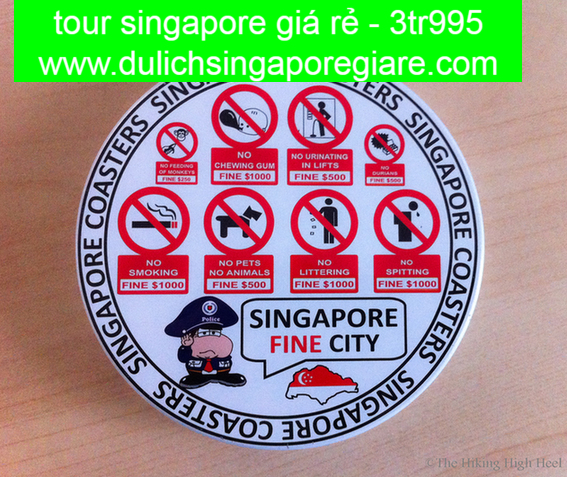 tour singapore giá rẻ - 3tr995
www.dulichsingaporegiare.com
SINGAPORE COASTERS SINGAPORE COASTERS SINGAPORE COASTERS
NO FEEDING
OF MONKEYS
FINE $250
NO
CHEWING GUM
FINE $1000
NO URINATING
IN LIFTS
FINE $500
NO
DURIANS
FINE $500
NO
SMOKING
FINE $1000
NO PETS
NO ANIMALS
FINE $500
NO
LITTERING
FINE $1000
NO
SPITTING
FINE $1000
Police
SINGAPORE
FINE CITY
©The Hiking High Heel